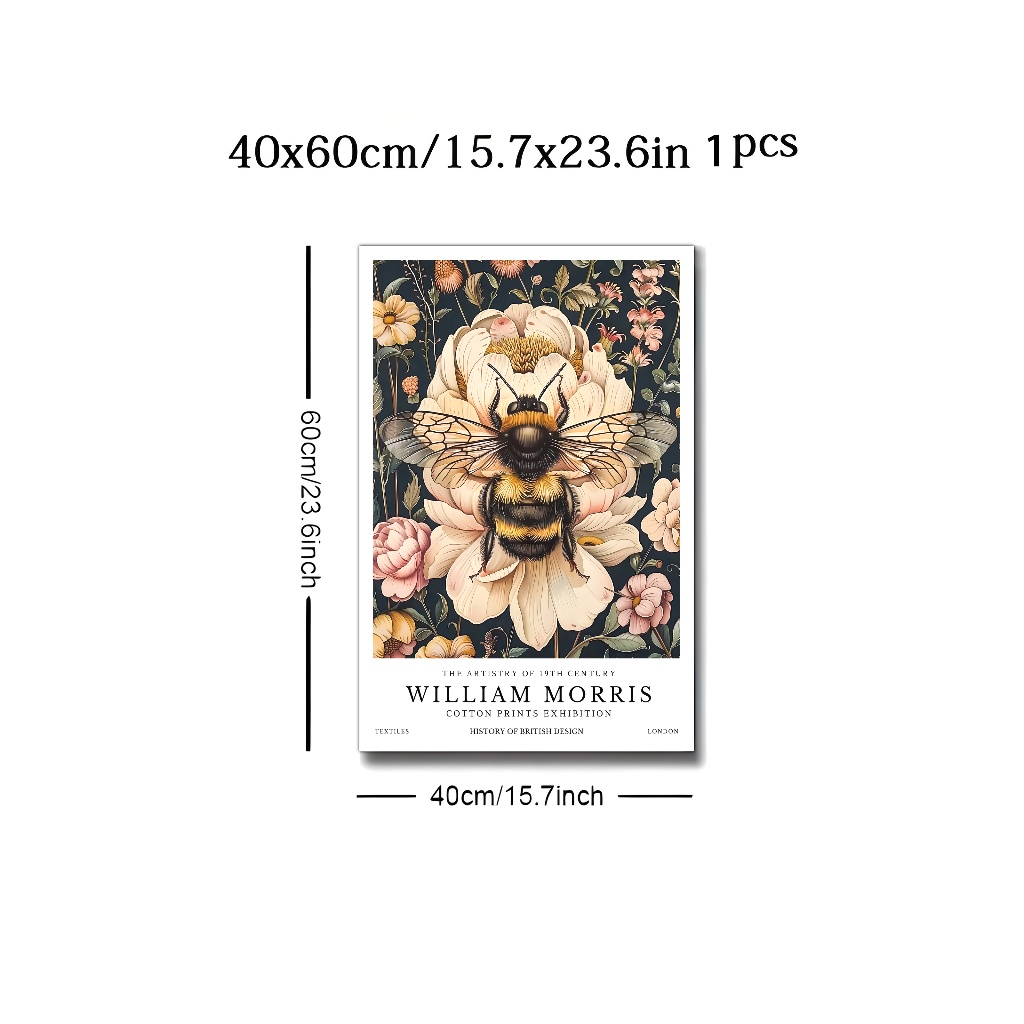 40x60cm/15.7x23.6in 1pcs
60cm/23.6inch
THE ARTISTRY OF 19TH CENTURY
WILLIAM MORRIS
COTTON PRINTS EXHIBITION
TEXTILES HISTORY OF BRITISH DESIGN LONDON
40cm/15.7inch